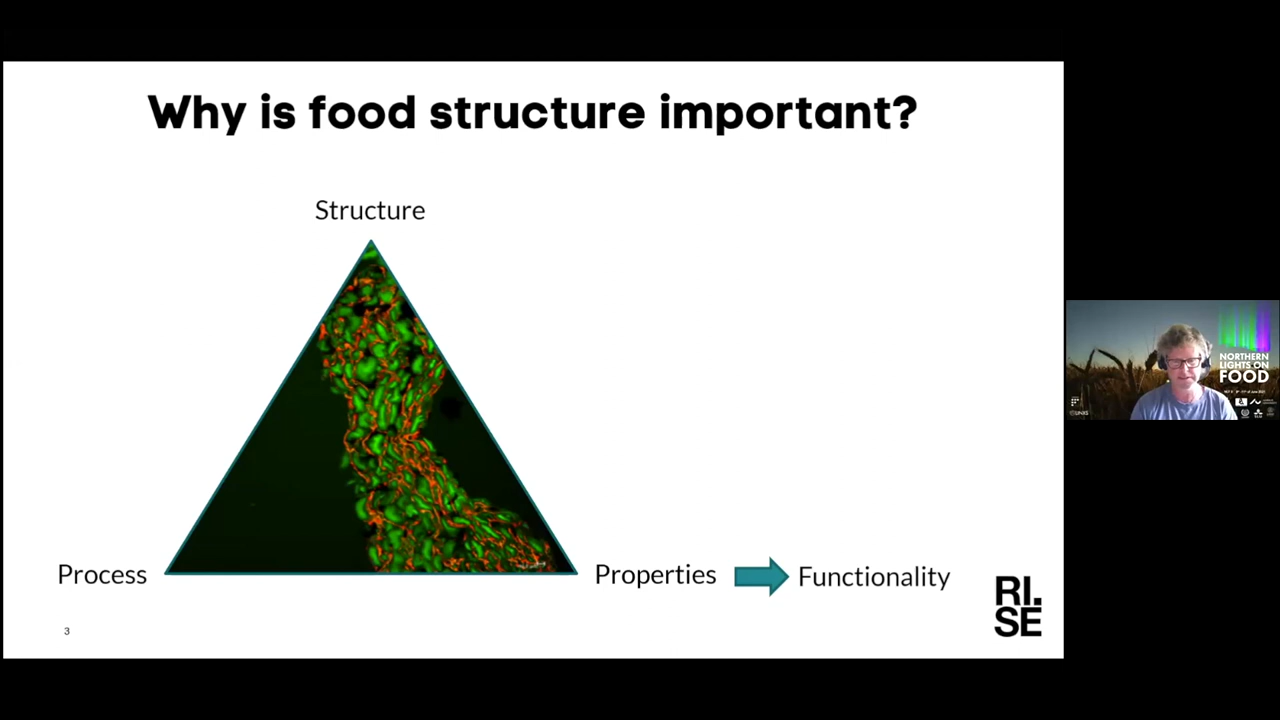 Why is food structure important?
Structure
Process
Properties
Functionality
3
RI.
SE
NORTHERN
LIGHTS ON
FOOD